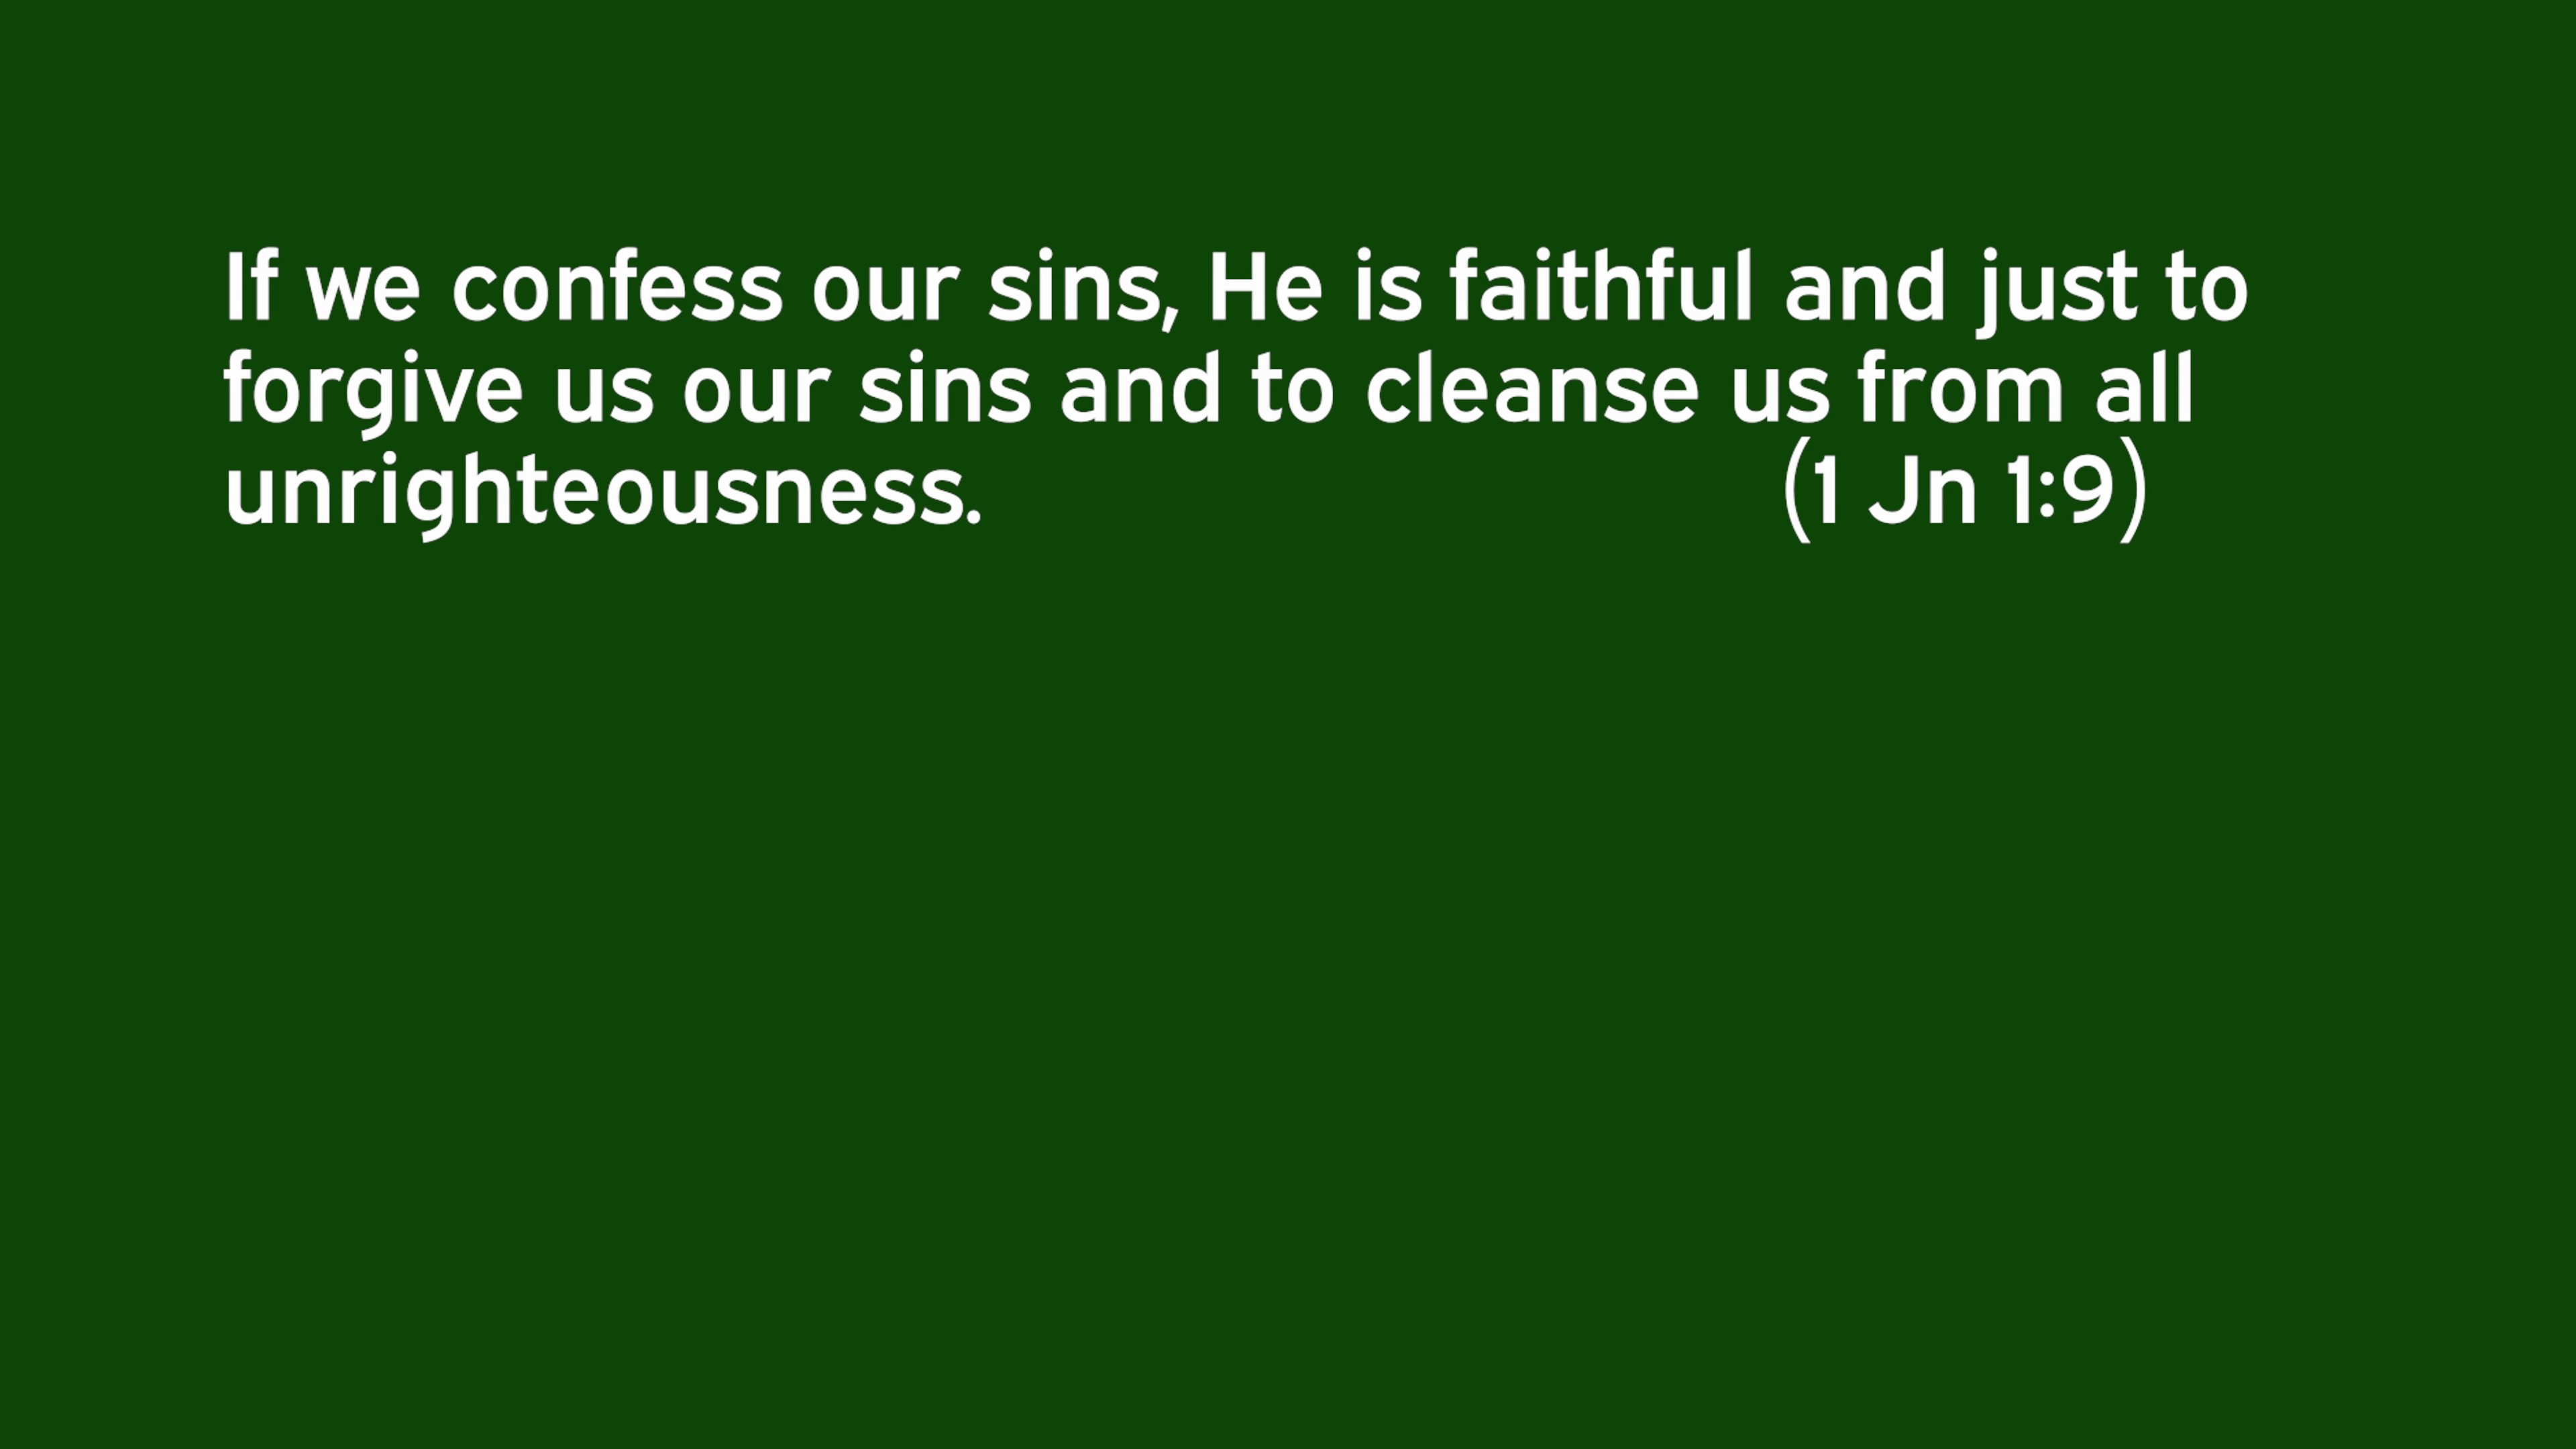 If we confess our sins, He is faithful and just to
forgive us our sins and to cleanse us from all
unrighteousness. (1 Jn 1:9)